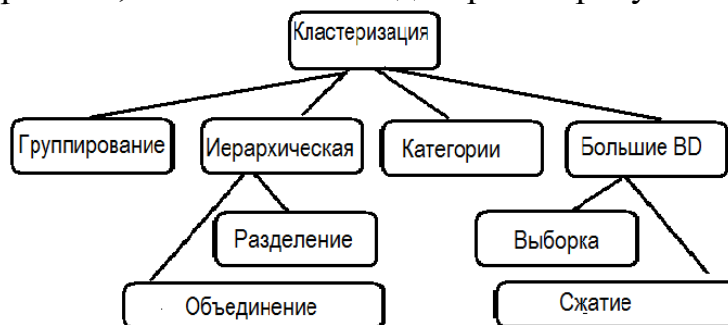 Кластеризация
Группирование
Иерархическая
Категории
Большие BD
Разделение
Выборка
Объединение
Сжатие